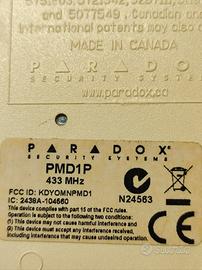 and 5077549. Canadian and
International patents may
MADE IN CANADA
PARADOX
SECURITY SYSTEMS
www.paradox.ca
PARADOX
SECURITY SYSTEMS
PMD1P
433 MHz
FCC ID: KDYOMNPMD1
IC: 2438A-104560
N24563
This device complies with part 15 of the FCC rules.
Operation is subject to the following two conditions:
(1) This device may not cause harmful interference, and
(2) this device must accept any interference received,
including interference that may cause undesired
operation.
subito